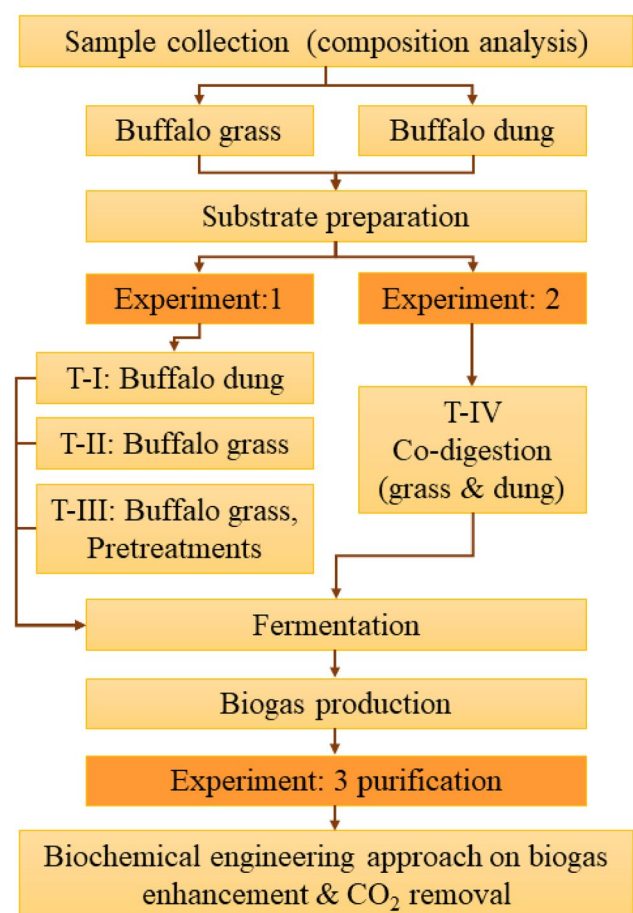 Sample collection (composition analysis)
Buffalo grass
Buffalo dung
Substrate preparation
Experiment:1
Experiment: 2
T-I: Buffalo dung
T-II: Buffalo grass
T-III: Buffalo grass,
Pretreatments
T-IV
Co-digestion
(grass & dung)
Fermentation
Biogas production
Experiment: 3 purification
Biochemical engineering approach on biogas
enhancement & CO₂ removal